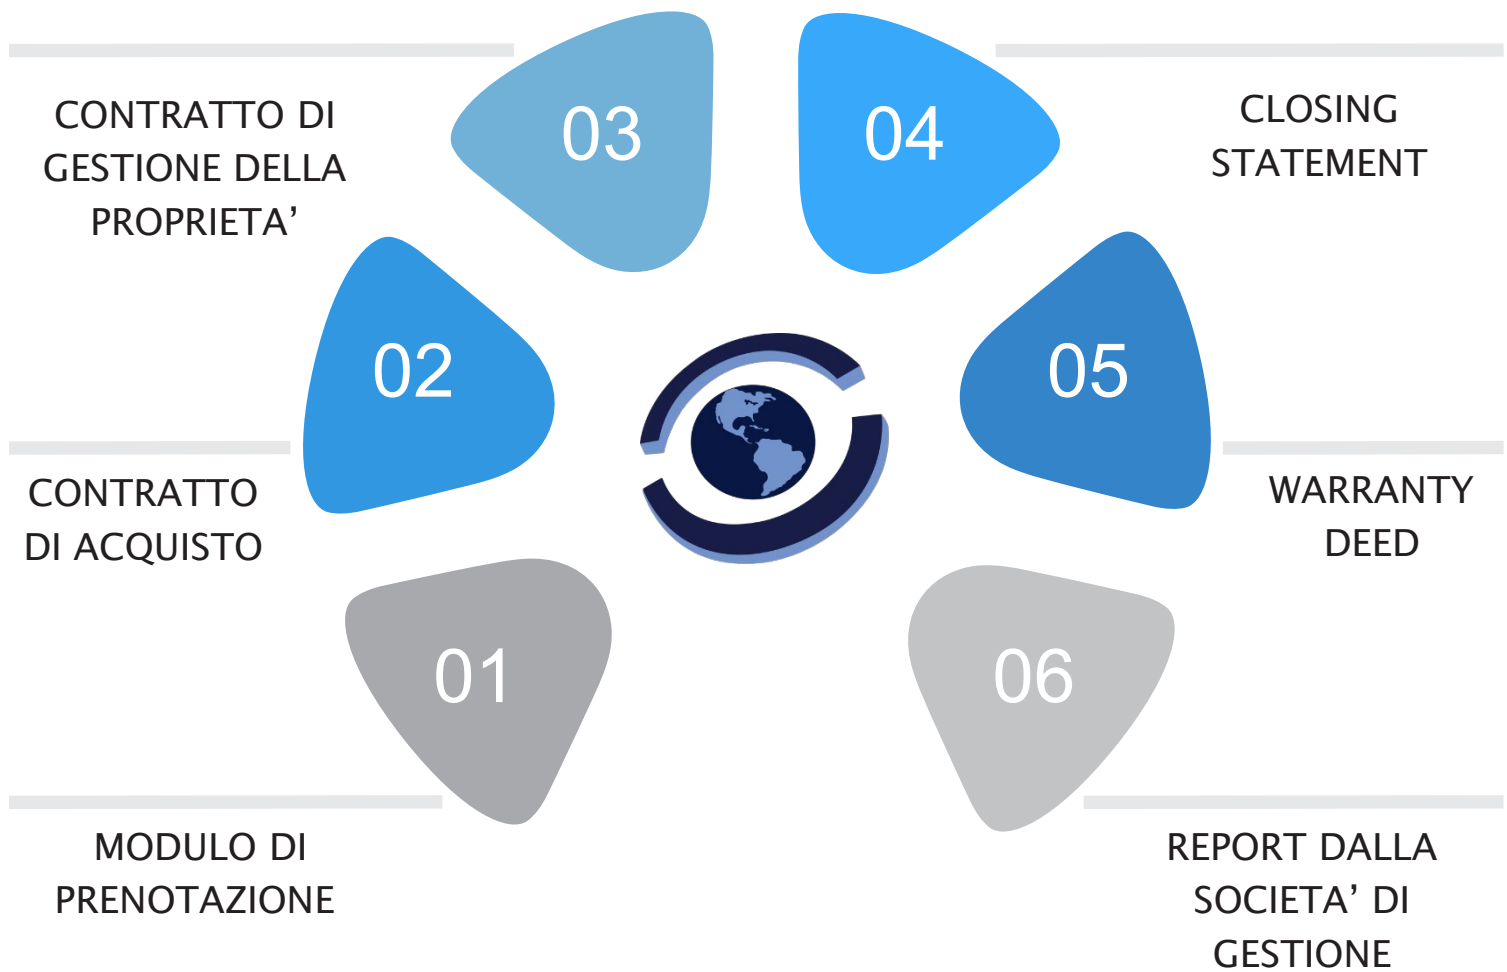 03
CONTRATTO DI
GESTIONE DELLA
PROPRIETA’
04
CLOSING
STATEMENT
02
CONTRATTO
DI ACQUISTO
05
WARRANTY
DEED
01
MODULO DI
PRENOTAZIONE
06
REPORT DALLA
SOCIETA’ DI
GESTIONE